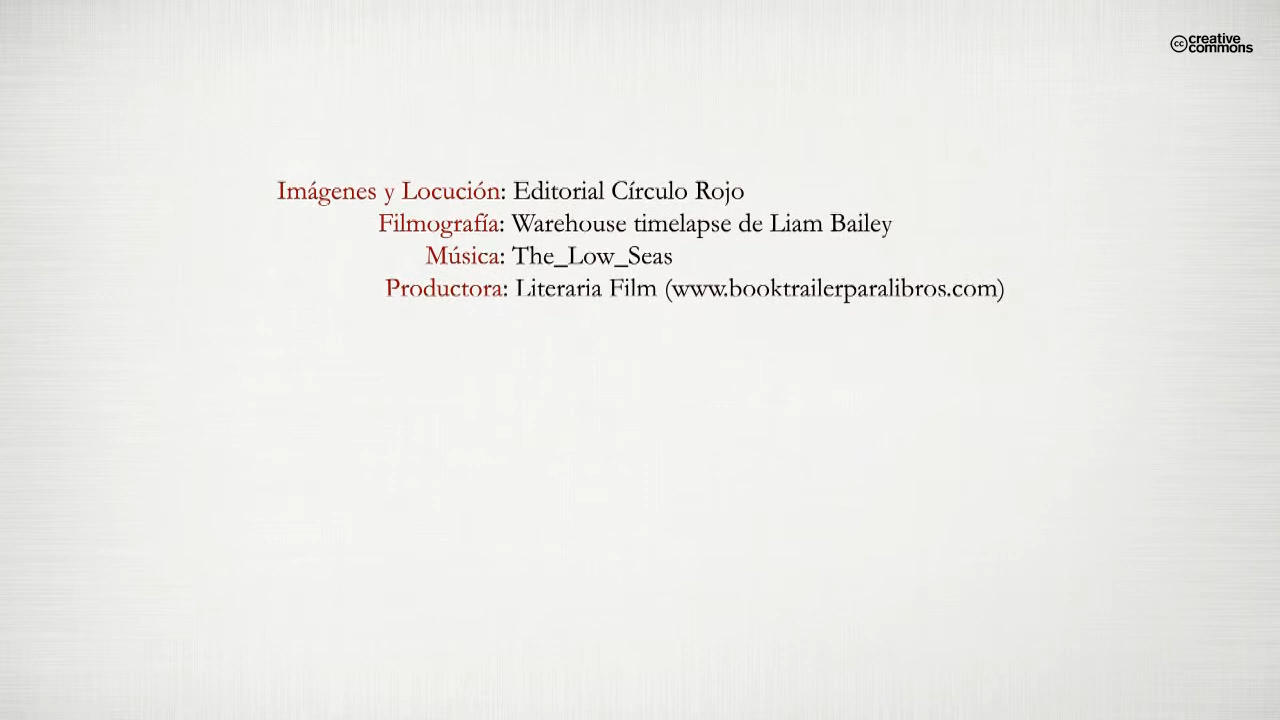 creative
commons
Imágenes y Locución: Editorial Círculo Rojo
Filmografía: Warehouse timelapse de Liam Bailey
Música: The_Low_Seas
Productora: Literaria Film (www.booktrailerparalibros.com)